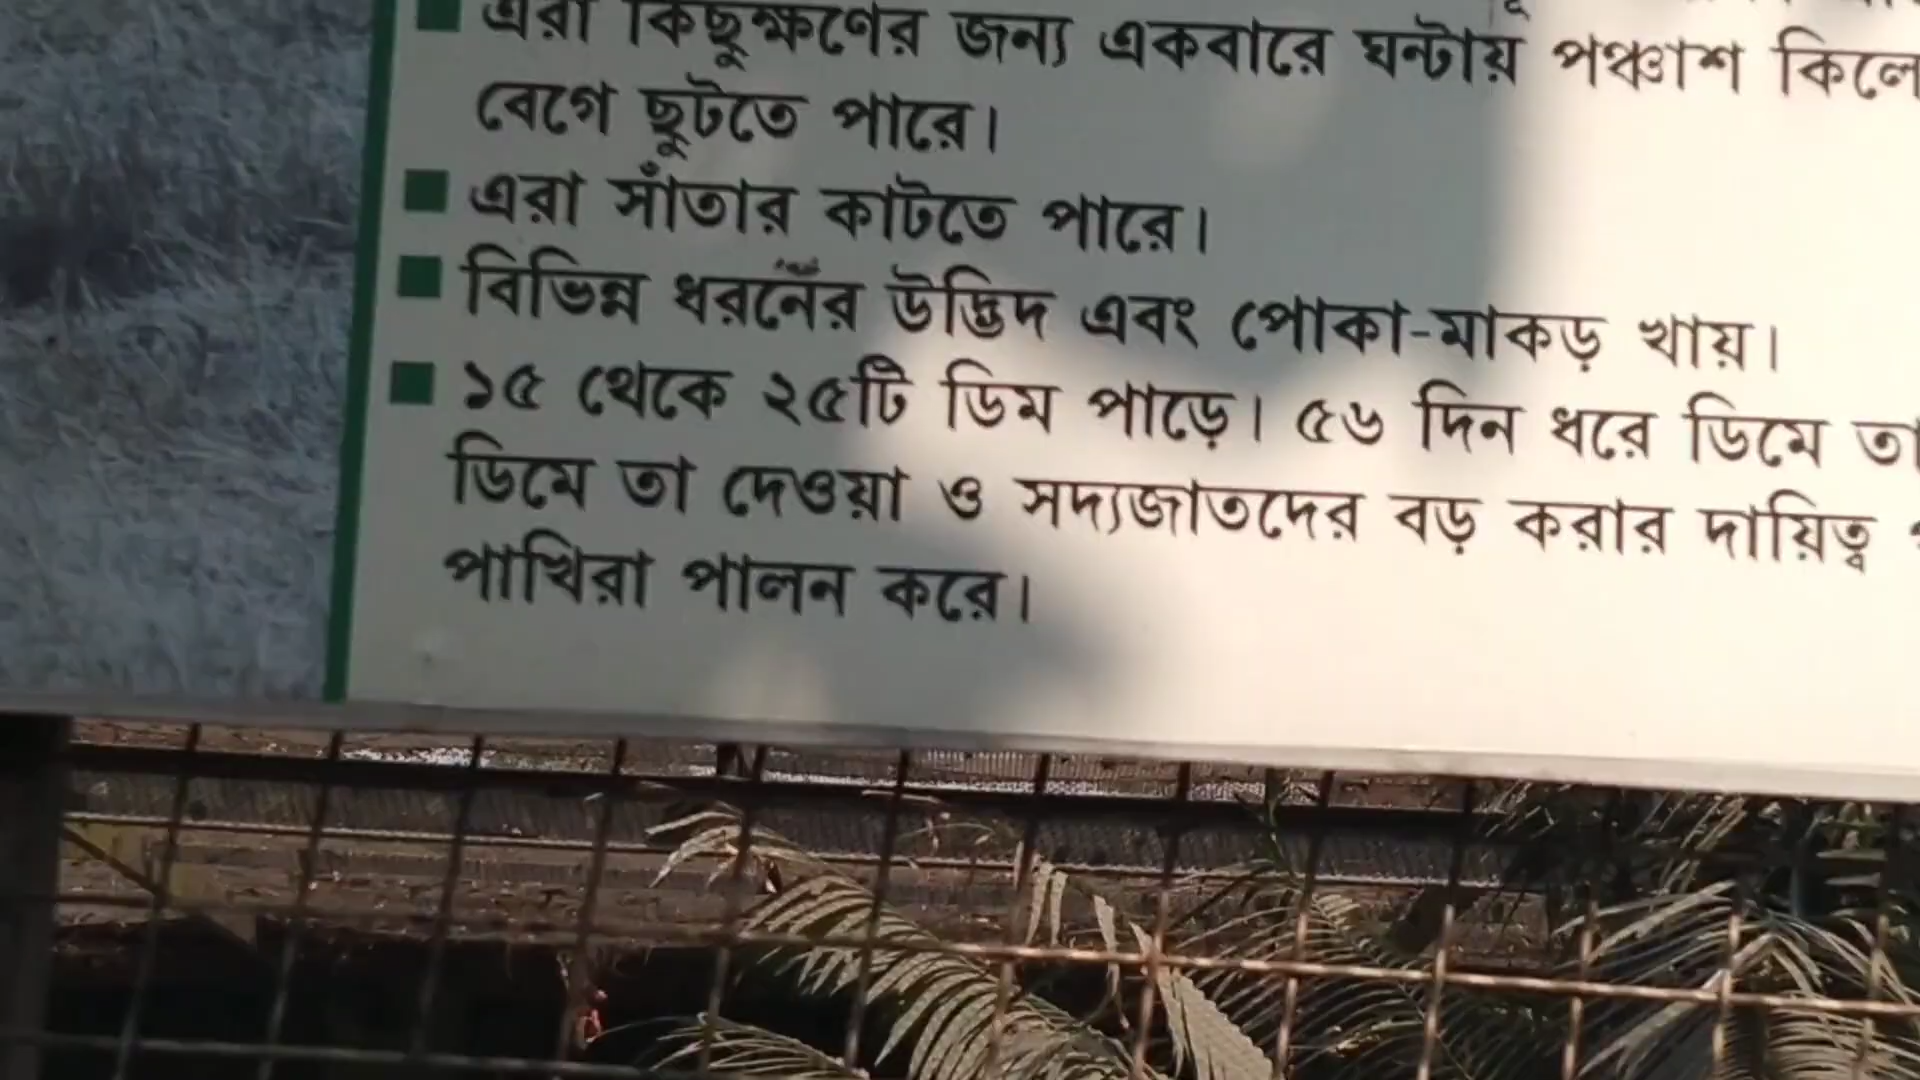 এরা কিছুক্ষণের জন্য একবারে ঘন্টায় পঞ্চাশ কিলো
বেগে ছুটতে পারে।
এরা সাঁতার কাটতে পারে।
বিভিন্ন ধরনের উদ্ভিদ এবং পোকা-মাকড় খায়।
১৫ থেকে ২৫টি ডিম পাড়ে। ৫৬ দিন ধরে ডিমে তা
ডিমে তা দেওয়া ও সদ্যজাতদের বড় করার দায়িত্ব
পাখিরা পালন করে।